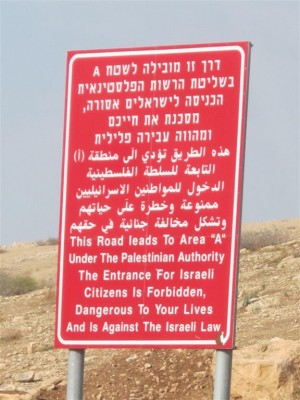 דרך זו מובילה לשטח A
בשליטת הרשות הפלסטינאית
הכניסה לישראלים אסורה,
מסכנת את חייכם
ומהווה עבירה פלילית
هذه الطريق تؤدي الى منطقة (أ)
التابعة للسلطة الفلسطينية
الدخول للمواطنين الاسرائيليين
ممنوعة وخطرة على حياتهم
وتشكل مخالفة جنائية في حقهم
This Road leads To Area "A"
Under The Palestinian Authority
The Entrance For Israeli
Citizens Is Forbidden,
Dangerous To Your Lives
And Is Against The Israeli Law